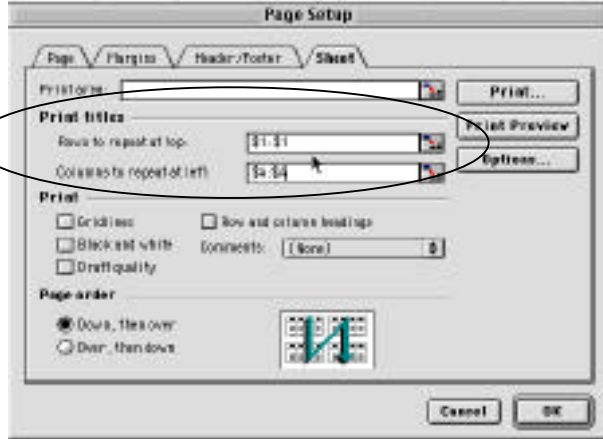 Page Setup
Page Margins Header/Footer Sheet
Print area:
Print...
Print titles
Print Preview
Rows to repeat at top: $1:$1
Options...
Columns to repeat at left: $a:$a
Print
Gridlines Row and column headings
Black and white Comments: (None)
Draft quality
Page order
Down, then over
Over, then down
Cancel OK